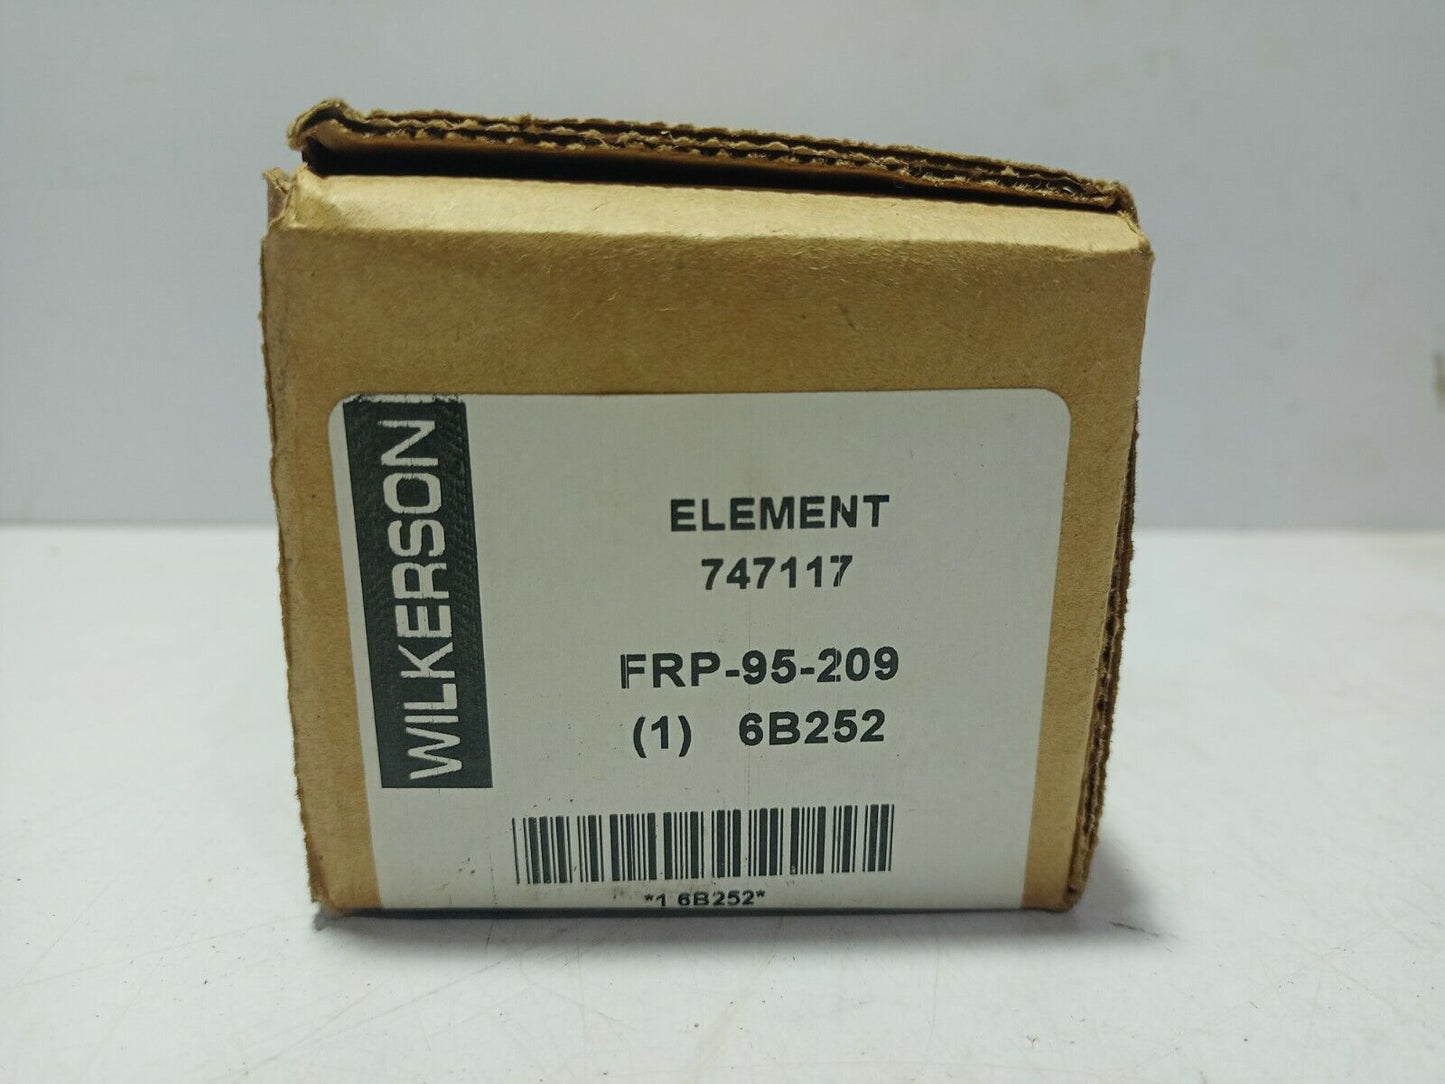 WILKERSON
ELEMENT
747117
FRP-95-209
(1) 6B252
*1 6B252*